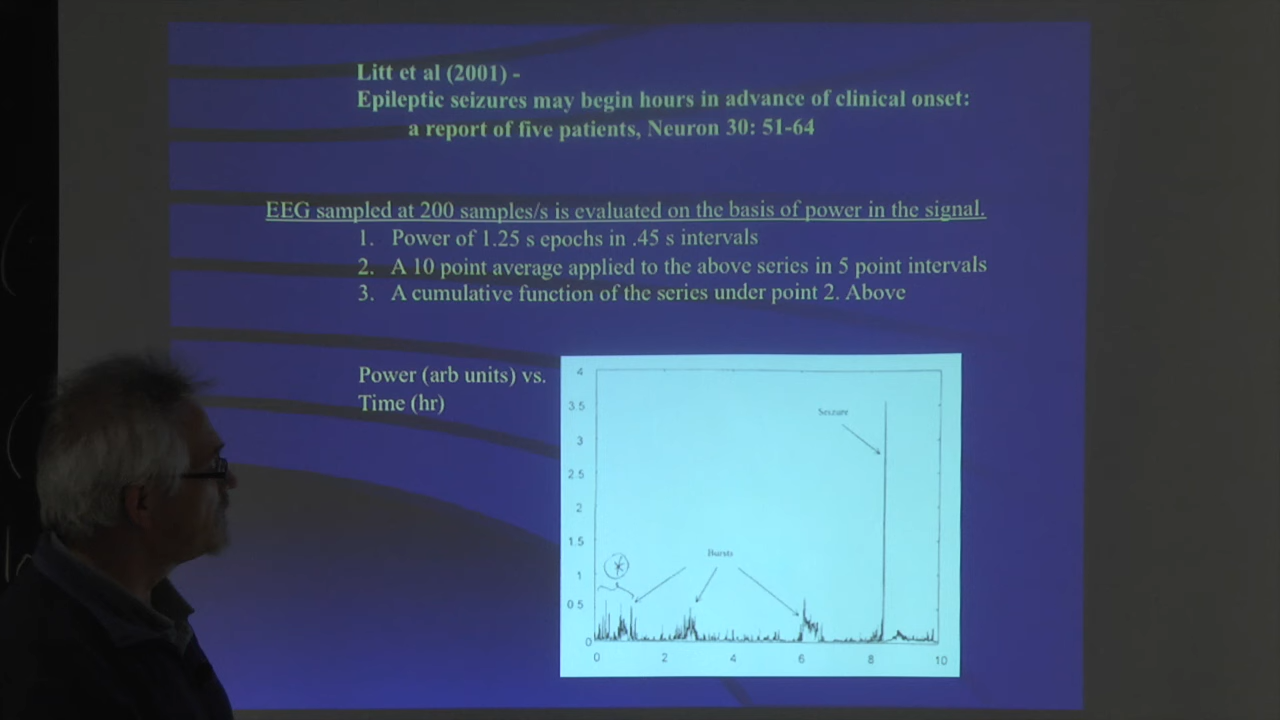 Litt et al (2001) -
Epileptic seizures may begin hours in advance of clinical onset:
a report of five patients, Neuron 30: 51-64
EEG sampled at 200 samples/s is evaluated on the basis of power in the signal.
1. Power of 1.25 s epochs in .45 s intervals
2. A 10 point average applied to the above series in 5 point intervals
3. A cumulative function of the series under point 2. Above
Power (arb units) vs.
Time (hr)
4
3.5
3
2.5
2
1.5
1
0.5
0
Seizure
Bursts
0 2 4 6 8 10